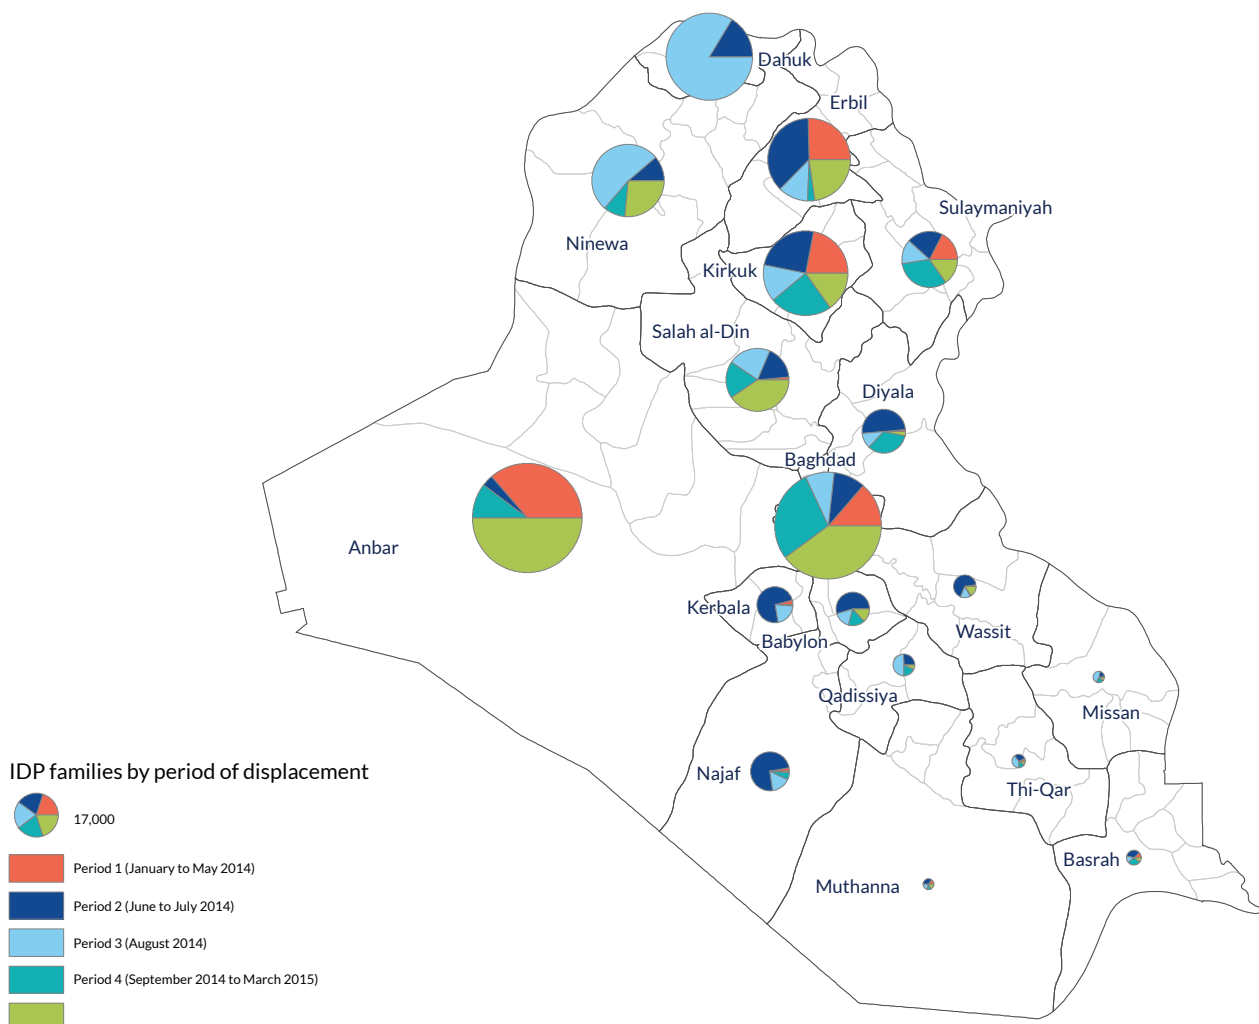 Dahuk
Erbil
Sulaymaniyah
Ninewa
Kirkuk
Salah al-Din
Diyala
Baghdad
Anbar
Kerbala
Babylon
Wassit
Qadissiya
Missan
Najaf
Thi-Qar
Basrah
Muthanna
IDP families by period of displacement
17,000
Period 1 (January to May 2014)
Period 2 (June to July 2014)
Period 3 (August 2014)
Period 4 (September 2014 to March 2015)